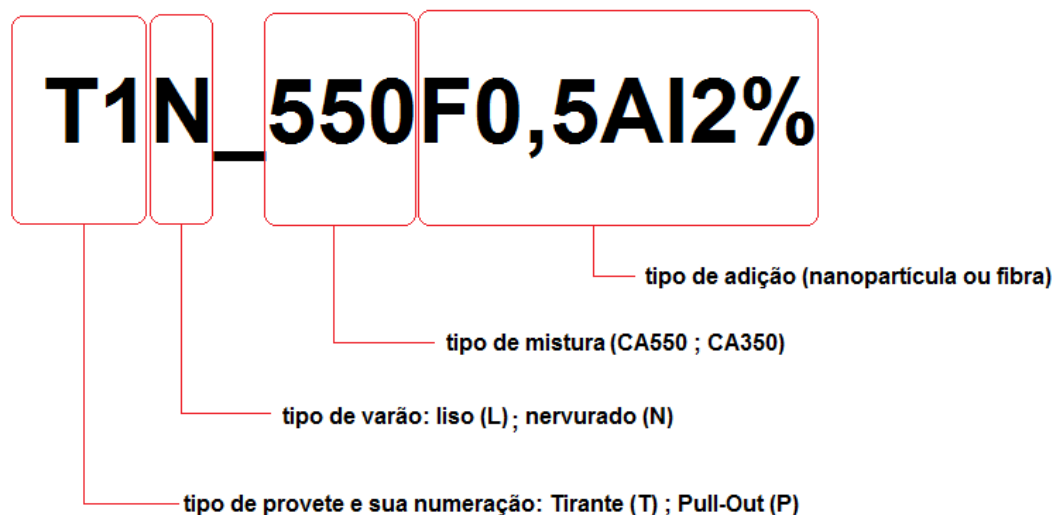 T1N_550F0,5Al2%
tipo de adição (nanopartícula ou fibra)
tipo de mistura (CA550 ; CA350)
tipo de varão: liso (L) ; nervurado (N)
tipo de provete e sua numeração: Tirante (T) ; Pull-Out (P)